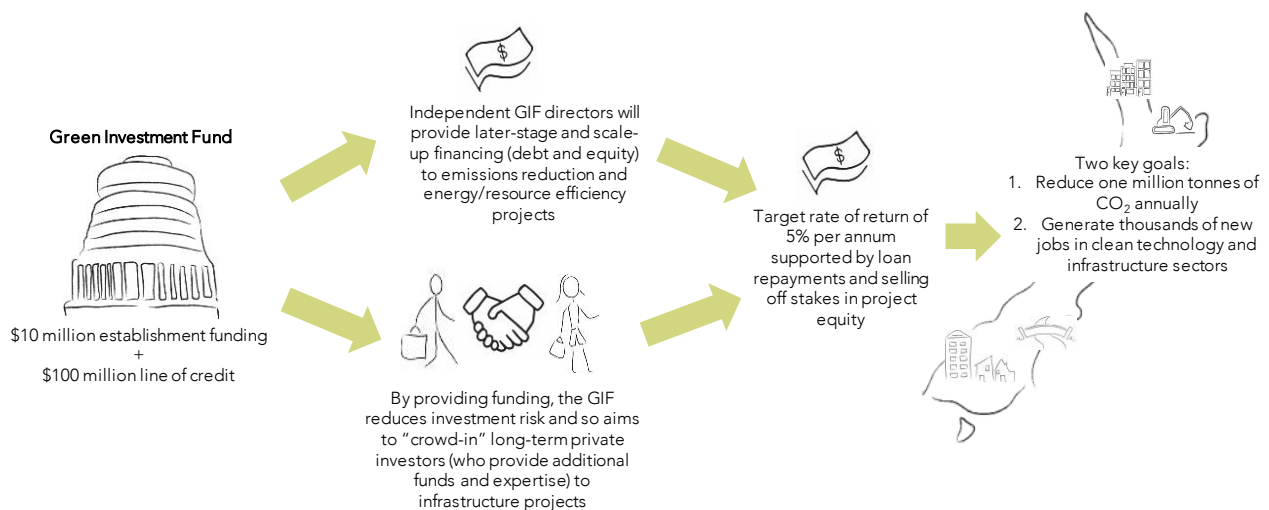 Green Investment Fund
$10 million establishment funding
+
$100 million line of credit
$
Independent GIF directors will
provide later-stage and scale-
up financing (debt and equity)
to emissions reduction and
energy/resource efficiency
projects
By providing funding, the GIF
reduces investment risk and so aims
to “crowd-in” long-term private
investors (who provide additional
funds and expertise) to
infrastructure projects
$
Target rate of return of
5% per annum
supported by loan
repayments and selling
off stakes in project
equity
Two key goals:
1. Reduce one million tonnes of
CO₂ annually
2. Generate thousands of new
jobs in clean technology and
infrastructure sectors